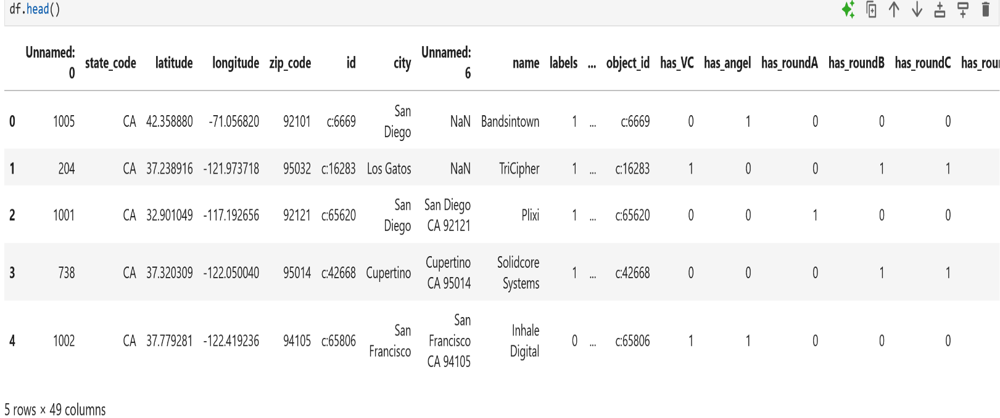 df.head()
Unnamed: 0 state_code latitude longitude zip_code id city Unnamed: 6 name labels ... object_id has_VC has_angel has_roundA has_roundB has_roundC
0 1005 CA 42.358880 -71.056820 92101 c:6669 San Diego NaN Bandsintown 1 ... c:6669 0 1 0 0 0
1 204 CA 37.238916 -121.973718 95032 c:16283 Los Gatos NaN TriCipher 1 ... c:16283 1 0 0 1 1
2 1001 CA 32.901049 -117.192656 92121 c:65620 San Diego San Diego CA 92121 Plixi 1 ... c:65620 0 0 1 0 0
3 738 CA 37.320309 -122.050040 95014 c:42668 Cupertino Cupertino CA 95014 Solidcore Systems 1 ... c:42668 0 0 0 1 1
4 1002 CA 37.779281 -122.419236 94105 c:65806 San Francisco San Francisco CA 94105 Inhale Digital 0 ... c:65806 1 1 0 0 0
5 rows × 49 columns